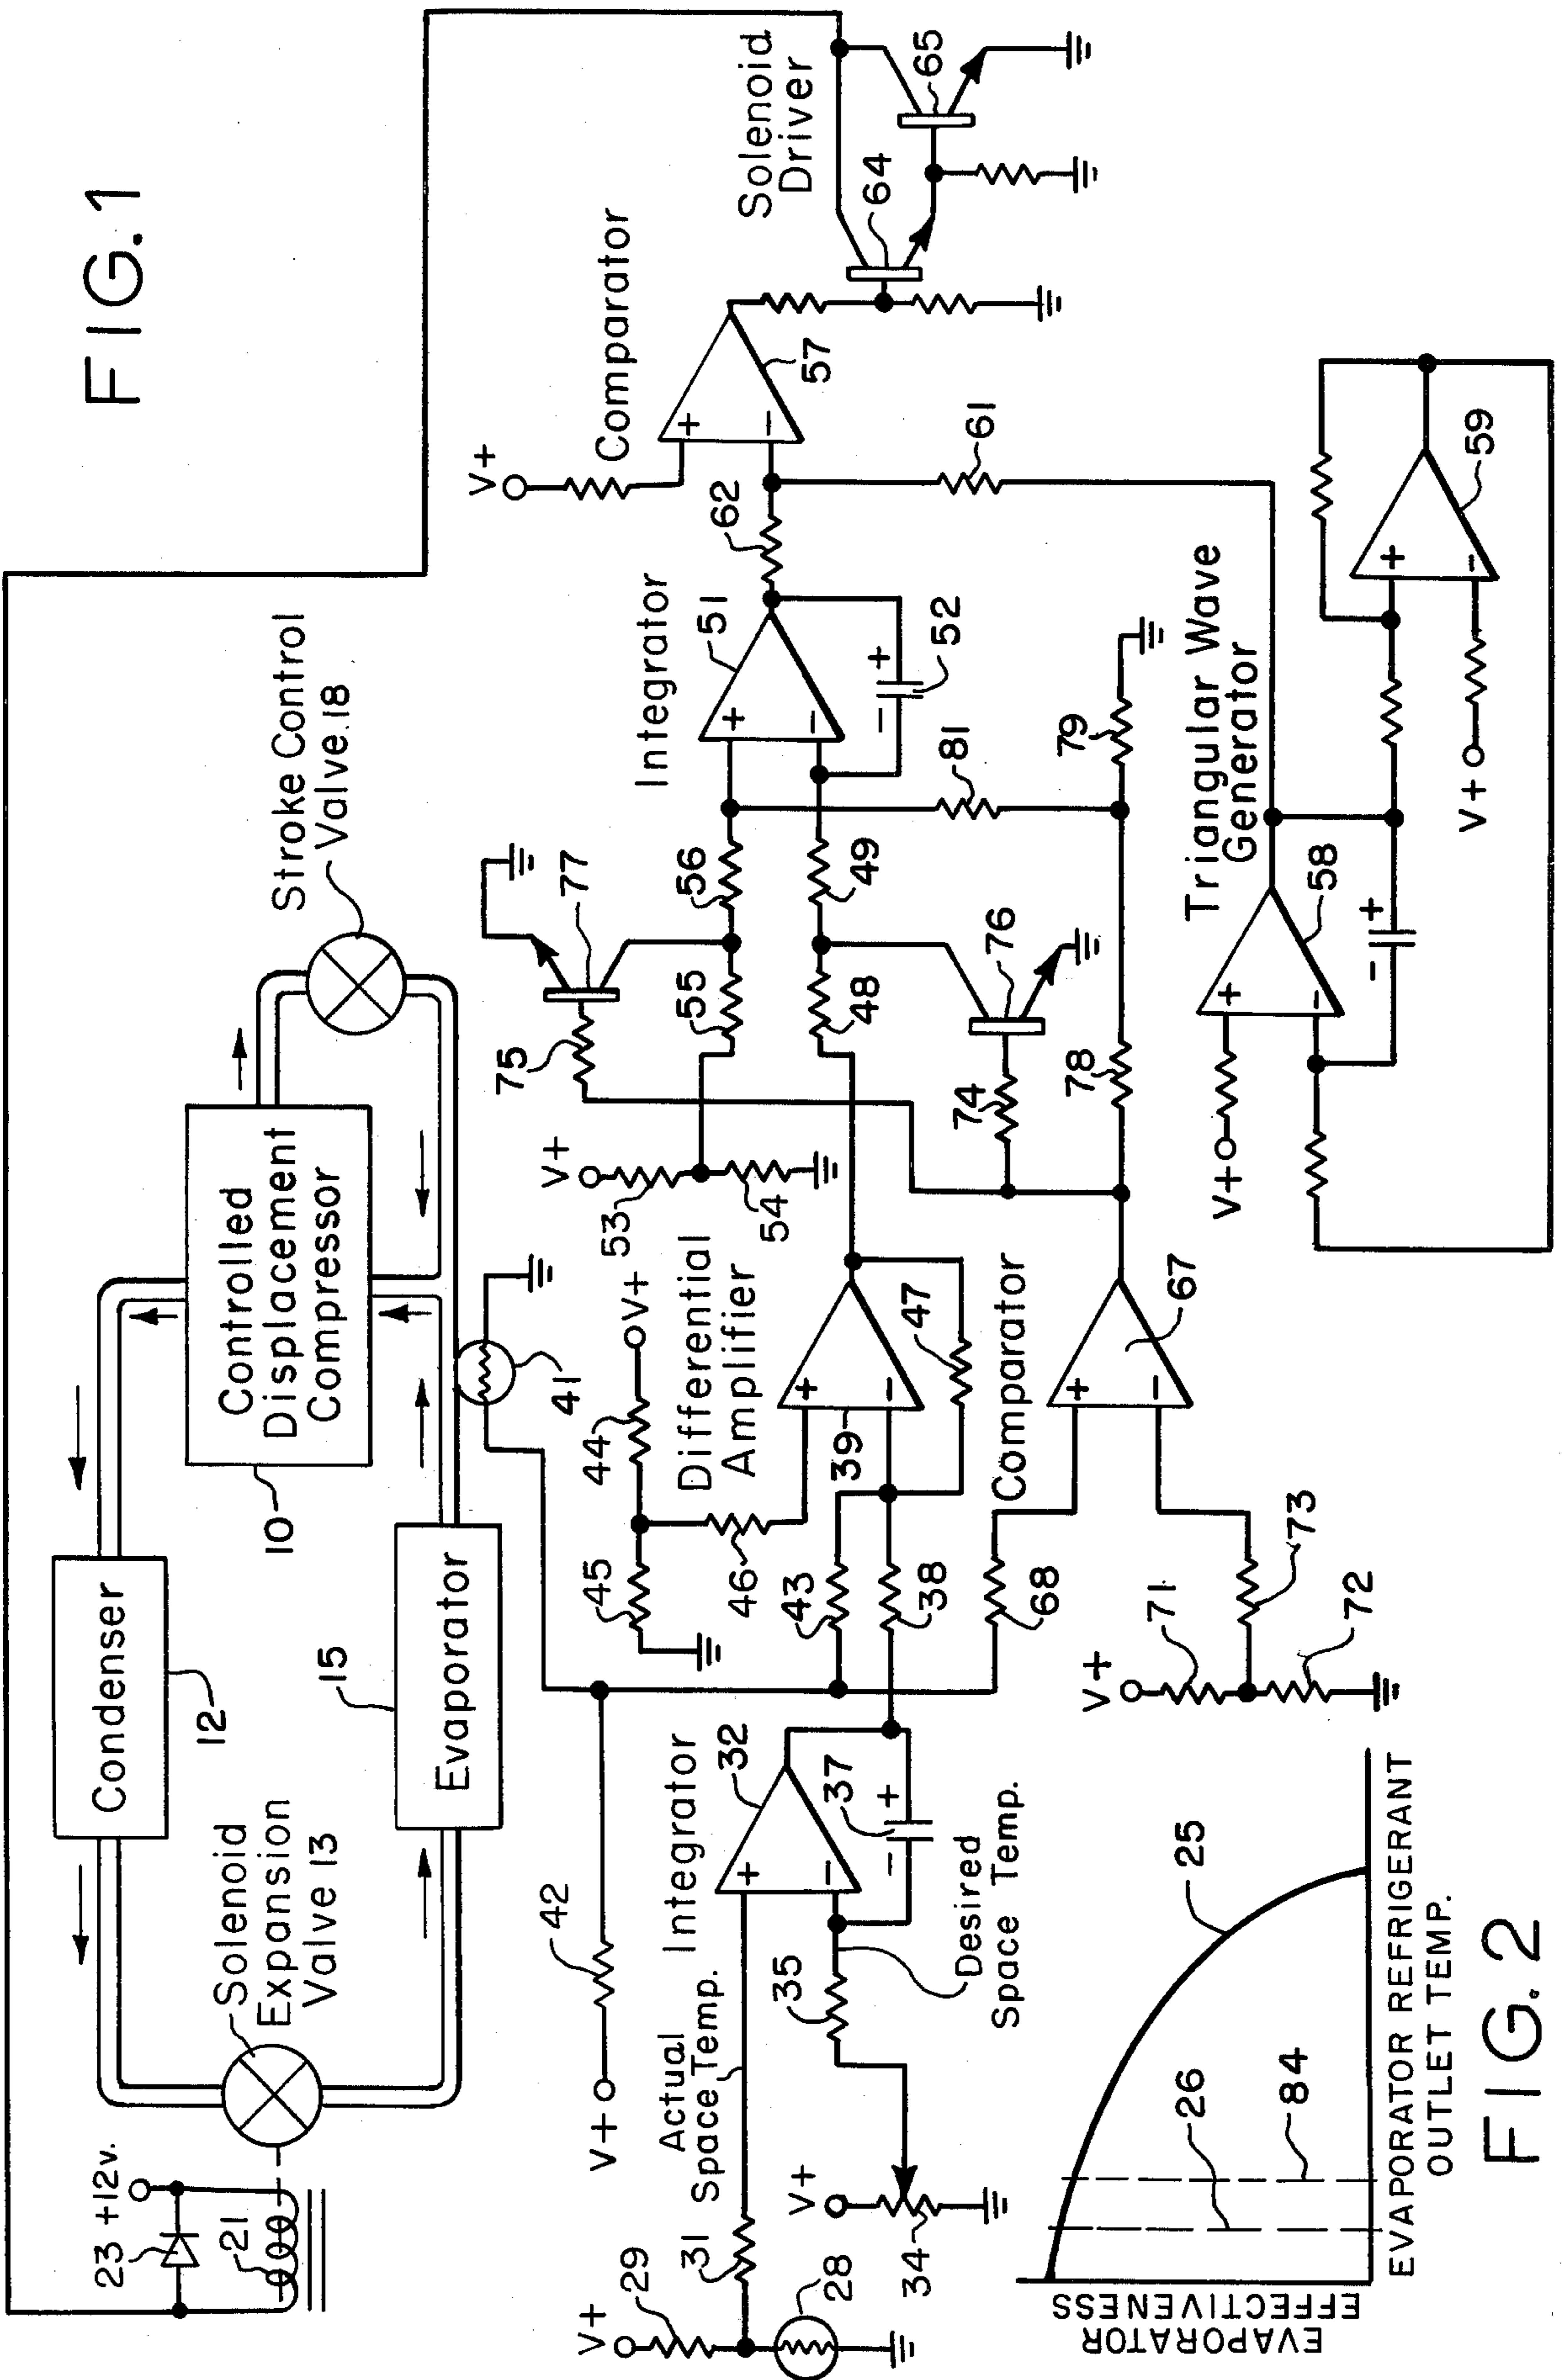 FIG. 1
Condenser
12
Controlled
Displacement
Compressor
10
Stroke Control
Valve 18
Solenoid
Expansion
Valve 13
15
Evaporator
23
+12v.
21
41
V+
42
45
44
V+
46
Differential
Amplifier
+
−
39
47
43
38
V+
53
54
75
77
55
56
48
49
74
76
78
79
81
Integrator
51
+
−
−
+
52
62
61
V+
Comparator
+
−
57
Solenoid
Driver
64
65
V+
29
28
31
Actual
Space Temp.
Integrator
32
+
−
37
−
+
35
Desired
Space Temp.
V+
34
68
Comparator
+
−
67
V+
71
72
73
Triangular Wave
Generator
V+
+
−
58
−
+
V+
+
−
59
EVAPORATOR
EFFECTIVENESS
26
84
25
EVAPORATOR REFRIGERANT
OUTLET TEMP.
FIG. 2